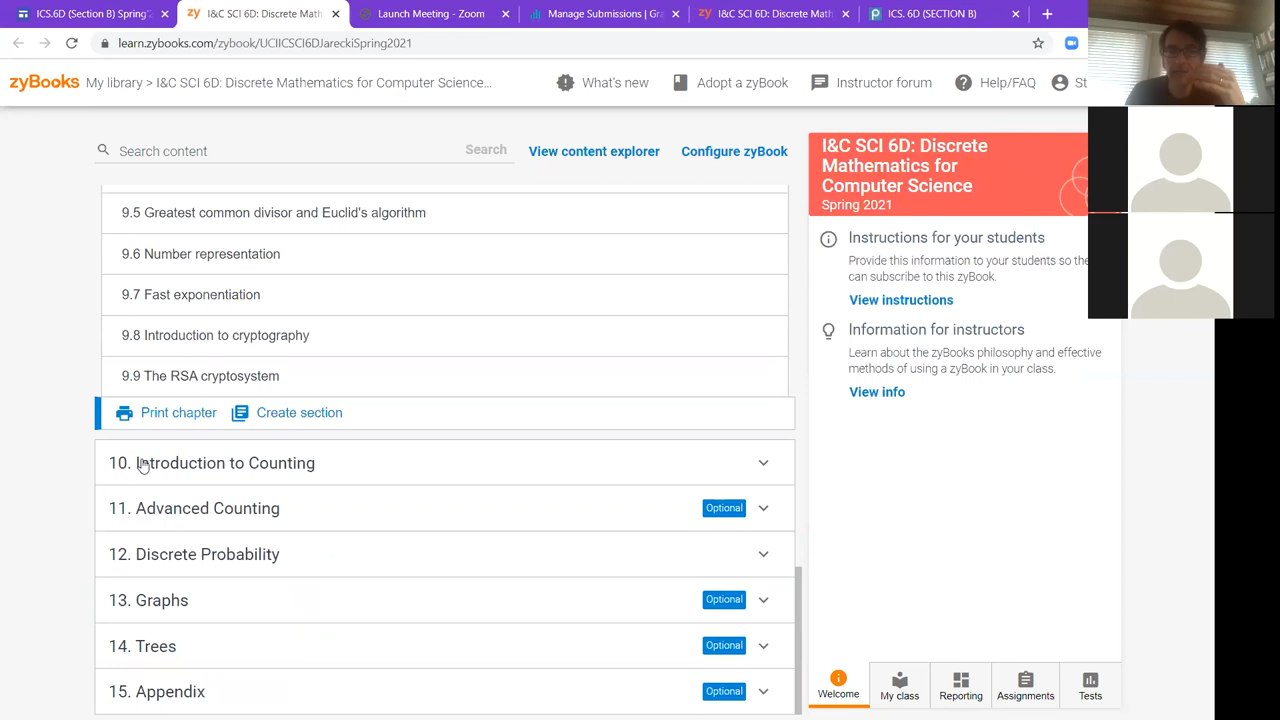 ICS.6D (Section B) Spring'2
I&C SCI 6D: Discrete Math
Launch Meeting - Zoom
Manage Submissions | Gra
I&C SCI 6D: Discrete Math
ICS. 6D (SECTION B)
learn.zybooks.com/zybook/UCIICSCI6DJareckiSp
zyBooks My library > I&C SCI 6D: Discrete Mathematics for Computer Science...
What's new
Adopt a zyBook
Instructor forum
Help/FAQ
St
Search content
Search
View content explorer
Configure zyBook
9.5 Greatest common divisor and Euclid's algorithm
9.6 Number representation
9.7 Fast exponentiation
9.8 Introduction to cryptography
9.9 The RSA cryptosystem
Print chapter
Create section
10. Introduction to Counting
11. Advanced Counting
Optional
12. Discrete Probability
13. Graphs
Optional
14. Trees
Optional
15. Appendix
Optional
I&C SCI 6D: Discrete
Mathematics for
Computer Science
Spring 2021
Instructions for your students
Provide this information to your students so the
can subscribe to this zyBook.
View instructions
Information for instructors
Learn about the zyBooks philosophy and effective
methods of using a zyBook in your class.
View info
Welcome
My class
Reporting
Assignments
Tests